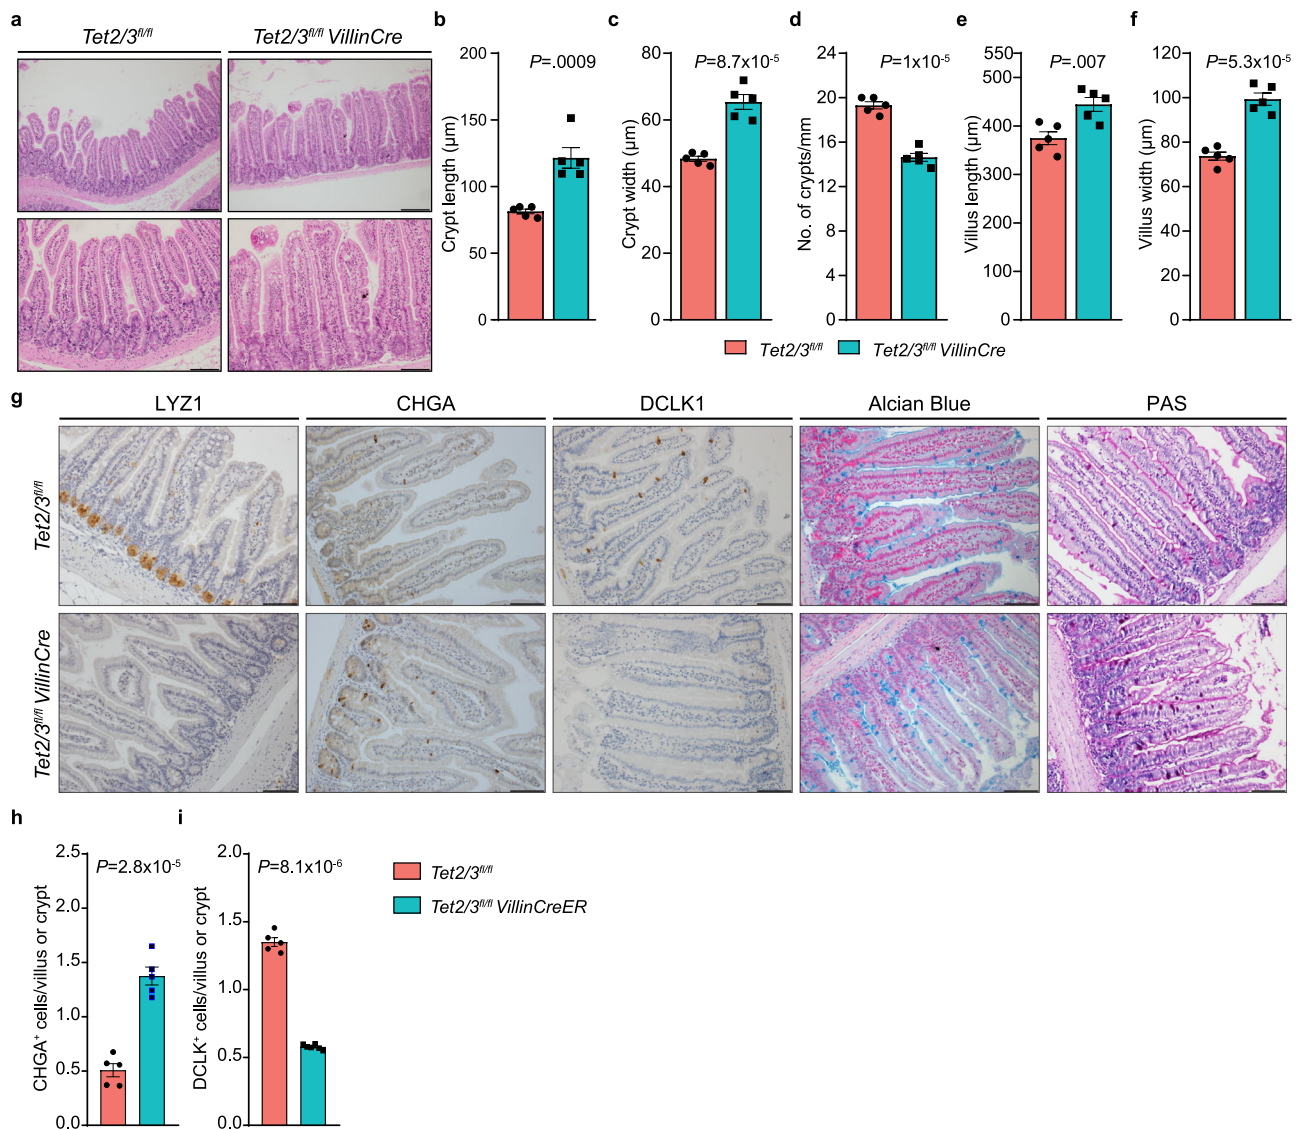 a
Tet2/3fl/fl
Tet2/3fl/fl VillinCre
b
P=.0009
Crypt length (µm)
200
150
100
50
0
c
P=8.7x10-5
Crypt width (µm)
80
60
40
20
0
d
P=1x10-5
No. of crypts/mm
24
20
16
12
8
4
0
e
P=.007
Villus length (µm)
550
500
400
300
200
100
0
f
P=5.3x10-5
Villus width (µm)
120
100
80
60
40
20
0
Tet2/3fl/fl
Tet2/3fl/fl VillinCre
g
LYZ1
CHGA
DCLK1
Alcian Blue
PAS
Tet2/3fl/fl
Tet2/3fl/fl VillinCre
h
P=2.8x10-5
CHGA+ cells/villus or crypt
2.5
2.0
1.5
1.0
0.5
0.0
i
P=8.1x10-6
DCLK+ cells/villus or crypt
2.0
1.5
1.0
0.5
0.0
Tet2/3fl/fl
Tet2/3fl/fl VillinCreER